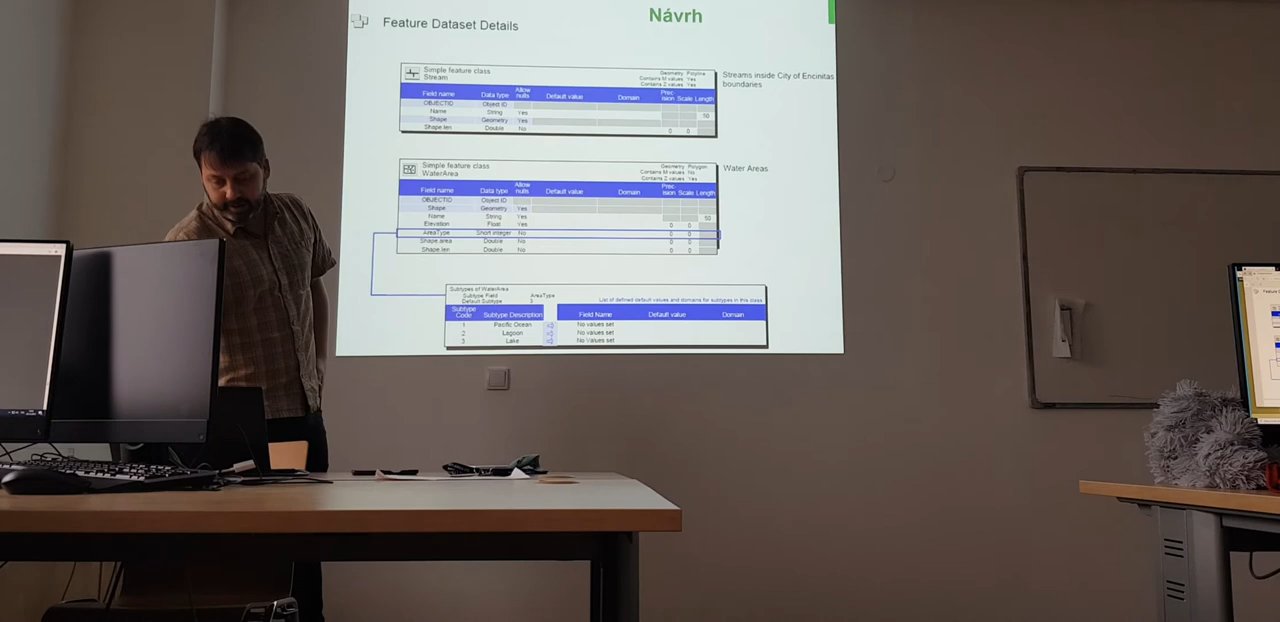 Návrh
Feature Dataset Details
Simple feature class
Stream
Geometry Polyline
Contains M values Yes
Contains Z values Yes
Field name Data type Allow nulls Default value Domain Prec-ision Scale Length
OBJECTID Object ID
Name String Yes 50
Shape Geometry Yes
Shape.len Double No 0 0
Streams inside City of Encinitas
boundaries
Simple feature class
WaterArea
Geometry Polygon
Contains M values No
Contains Z values Yes
Field name Data type Allow nulls Default value Domain Prec-ision Scale Length
OBJECTID Object ID
Shape Geometry Yes
Name String Yes 50
Elevation Float Yes 0 0
AreaType Short integer No 0 0
Shape.area Double No 0 0
Shape.len Double No 0 0
Water Areas
Subtypes of WaterArea
Subtype Field AreaType
Default Subtype
List of defined default values and domains for subtypes in this class
Subtype Code Subtype Description Field Name Default value Domain
1 Pacific Ocean No values set
2 Lagoon No values set
3 Lake No Values set